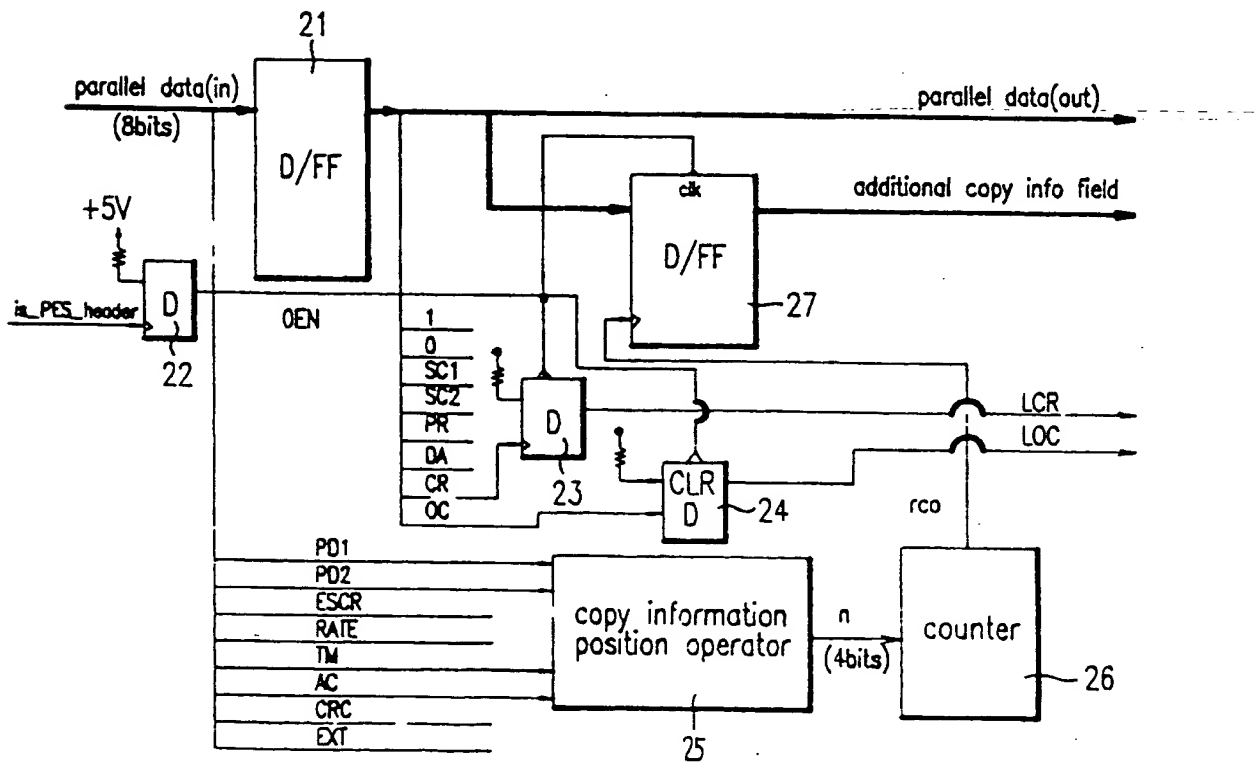 21
parallel data(in)
(8bits)
D/FF
parallel data(out)
clk
additional copy info field
+5V
D
is_PES_header
22
OEN
D/FF
27
1
0
SC1
SC2
PR
DA
CR
OC
D
23
LCR
LOC
CLR
D
24
rco
PD1
PD2
ESCR
RATE
TM
AC
CRC
EXT
copy information
position operator
25
n
(4bits)
counter
26